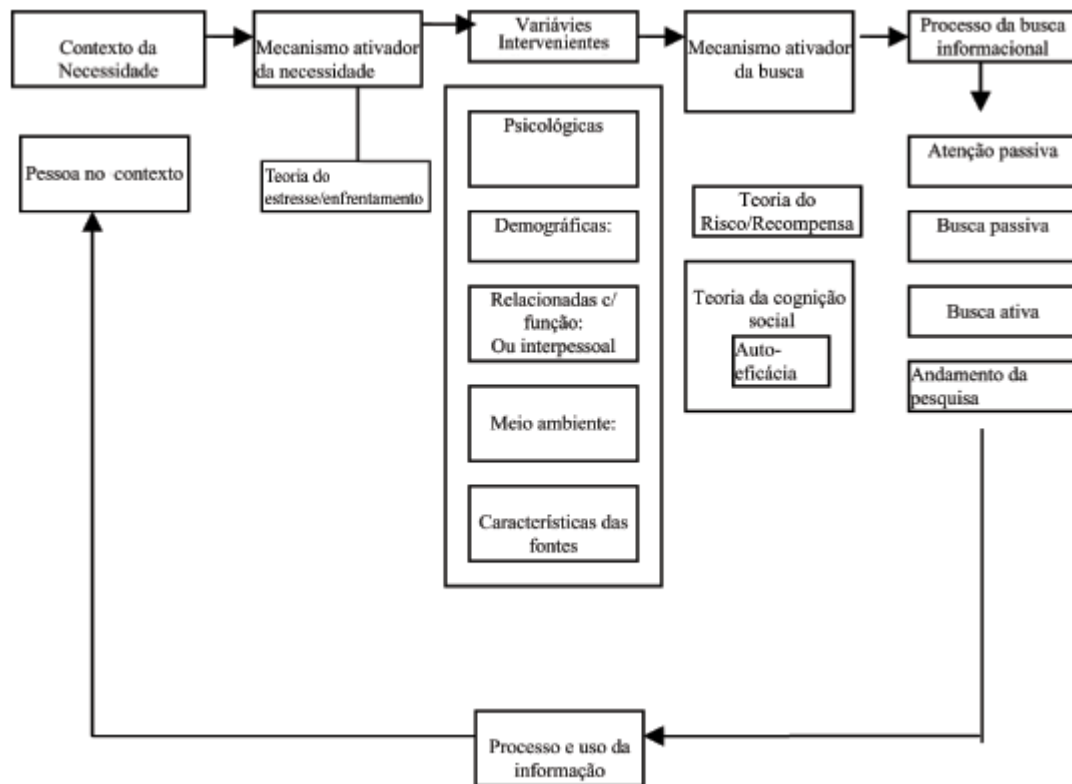 Contexto da
Necessidade
Mecanismo ativador
da necessidade
Variávies
Intervenientes
Mecanismo ativador
da busca
Processo da busca
informacional
Pessoa no contexto
Teoria do
estresse/enfrentamento
Psicológicas
Demográficas:
Relacionadas c/
função:
Ou interpessoal
Meio ambiente:
Características das
fontes
Teoria do
Risco/Recompensa
Teoria da cognição
social
Auto-
eficácia
Atenção passiva
Busca passiva
Busca ativa
Andamento da
pesquisa
Processo e uso da
informação